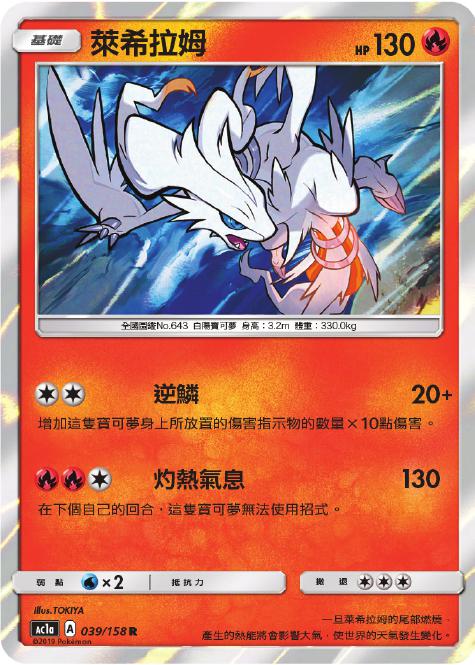 基礎 萊希拉姆 HP 130
全國圖鑑No.643 白陽寶可夢 身高：3.2m 體重：330.0kg
逆鱗 20+
增加這隻寶可夢身上所放置的傷害指示物的數量×10點傷害。
灼熱氣息 130
在下個自己的回合，這隻寶可夢無法使用招式。
弱點 ×2 抵抗力 撤退
illus.TOKIYA
AC1a A 039/158 R
©2019 Pokémon
一旦萊希拉姆的尾部燃燒，
產生的熱能將會影響大氣，使世界的天氣發生變化。